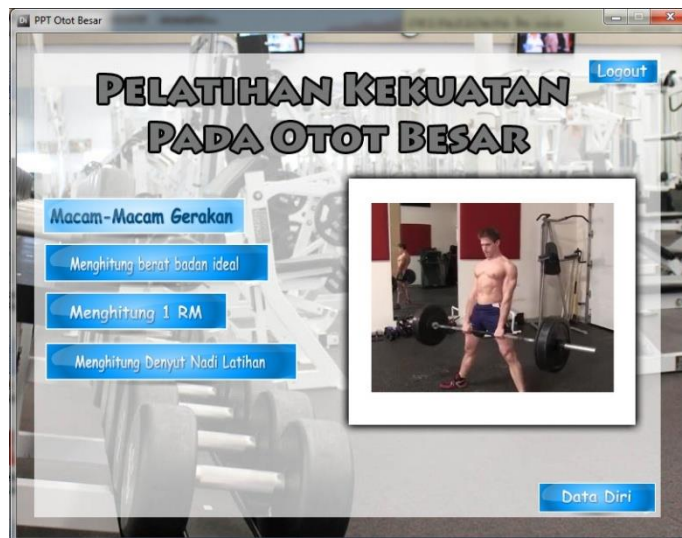 PPT Otot Besar
Logout
PELATIHAN KEKUATAN
PADA OTOT BESAR
Macam-Macam Gerakan
Menghitung berat badan ideal
Menghitung 1 RM
Menghitung Denyut Nadi Latihan
Data Diri